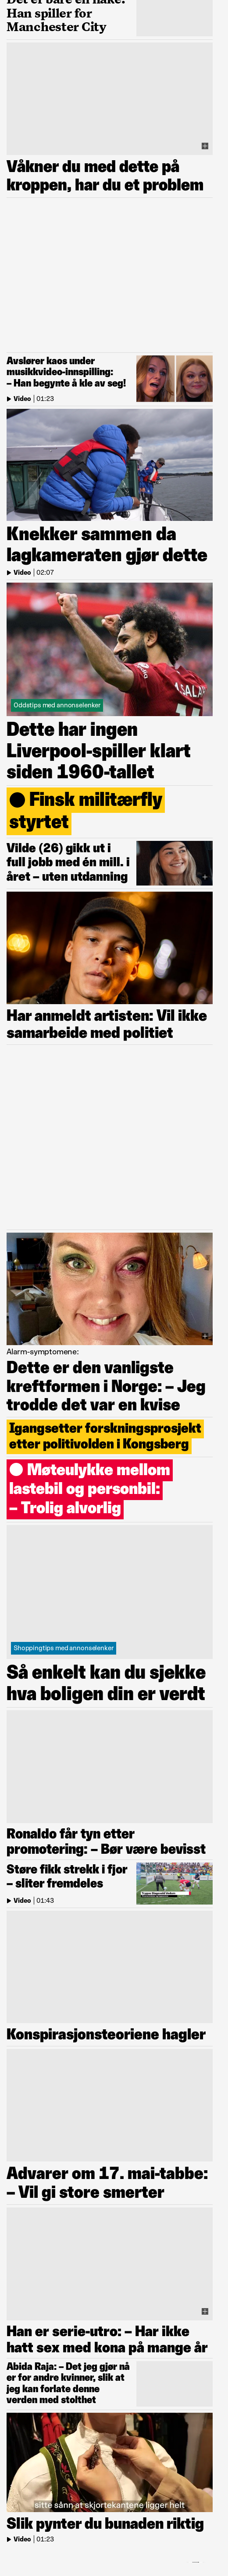 Det er bare én hake:
Han spiller for
Manchester City
Våkner du med dette på
kroppen, har du et problem
Avslører kaos under
musikkvideo-innspilling:
– Han begynte å kle av seg!
Video | 01:23
Knekker sammen da
lagkameraten gjør dette
Video | 02:07
Oddstips med annonselenker
Dette har ingen
Liverpool-spiller klart
siden 1960-tallet
Finsk militærfly
styrtet
Vilde (26) gikk ut i
full jobb med én mill. i
året – uten utdanning
Har anmeldt artisten: Vil ikke
samarbeide med politiet
Alarm-symptomene:
Dette er den vanligste
kreftformen i Norge: – Jeg
trodde det var en kvise
Igangsetter forskningsprosjekt
etter politivolden i Kongsberg
Møteulykke mellom
lastebil og personbil:
– Trolig alvorlig
Shoppingtips med annonselenker
Så enkelt kan du sjekke
hva boligen din er verdt
Ronaldo får tyn etter
promotering: – Bør være bevisst
Støre fikk strekk i fjor
– sliter fremdeles
Video | 01:43
Konspirasjonsteoriene hagler
Advarer om 17. mai-tabbe:
– Vil gi store smerter
Han er serie-utro: – Har ikke
hatt sex med kona på mange år
Abida Raja: – Det jeg gjør nå
er for andre kvinner, slik at
jeg kan forlate denne
verden med stolthet
sitte sånn at skjortekantene ligger helt
Slik pynter du bunaden riktig
Video | 01:23